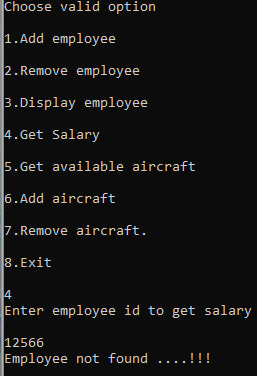 Choose valid option
1.Add employee
2.Remove employee
3.Display employee
4.Get Salary
5.Get available aircraft
6.Add aircraft
7.Remove aircraft.
8.Exit
4
Enter employee id to get salary
12566
Employee not found ....!!!